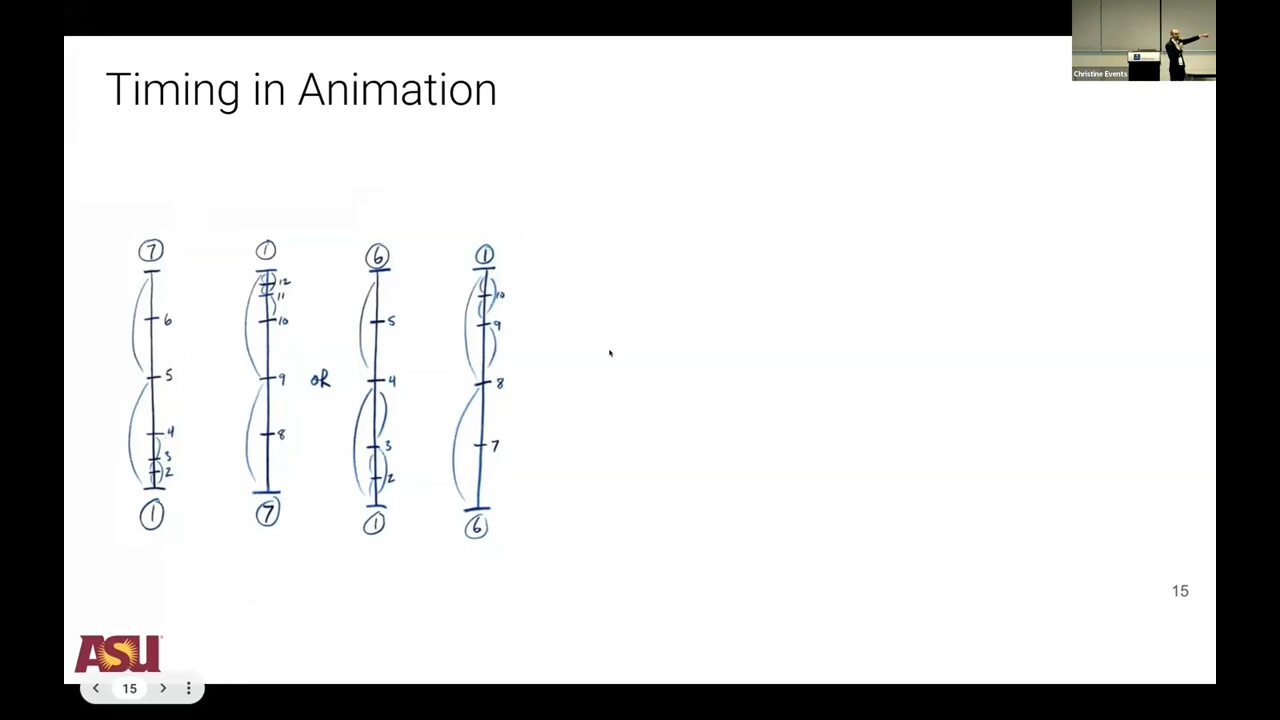 Christine Events
Timing in Animation
7 1 6 1
6 12 5 10
11
10 9
5 9 OR 4 8
4 8 3 7
3
2 2
1 7 1 6
15
ASU
15